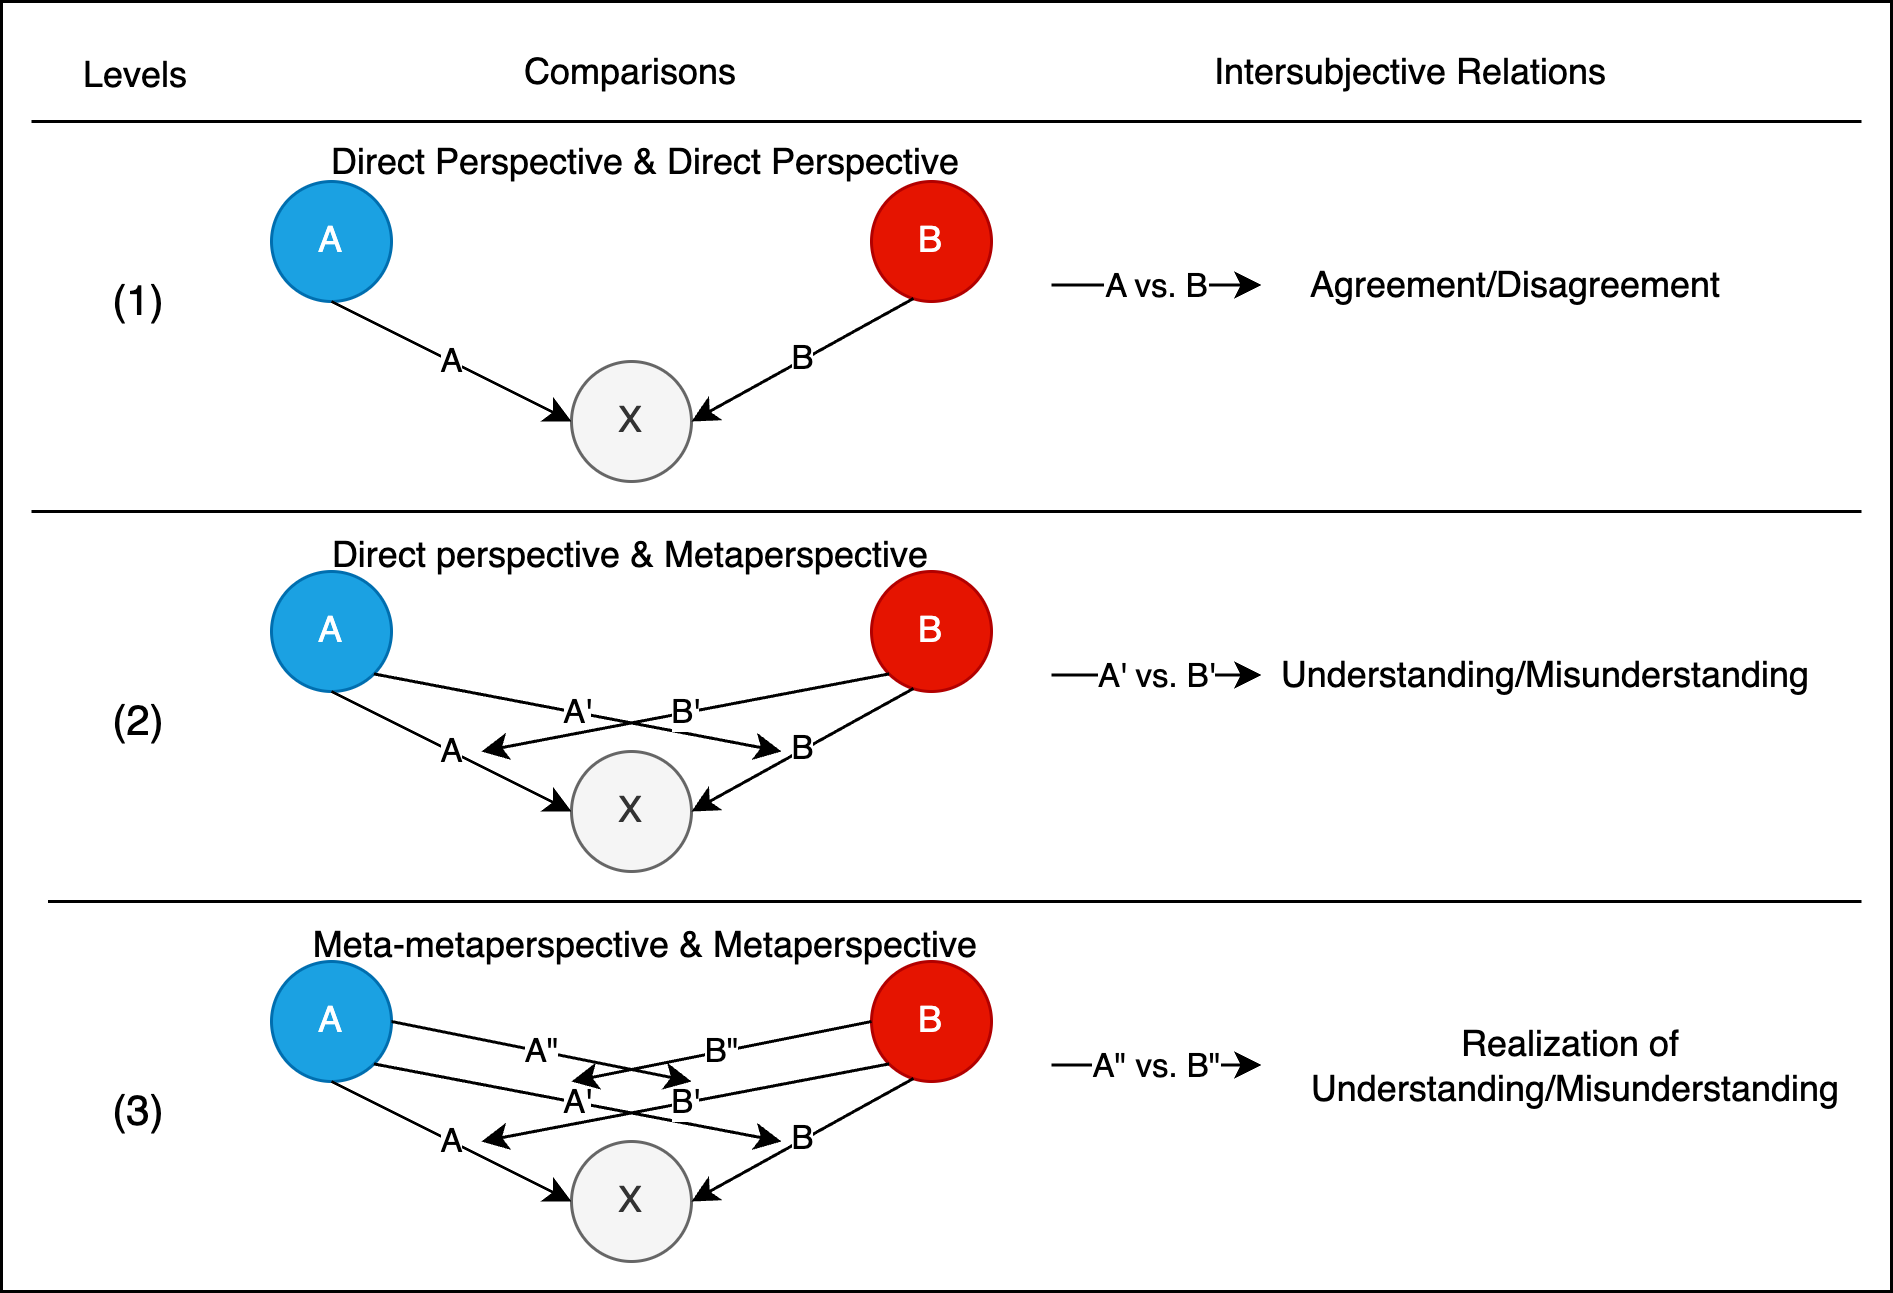 Levels
Comparisons
Intersubjective Relations
Direct Perspective & Direct Perspective
A
B
(1)
A vs. B
Agreement/Disagreement
A
B
X
Direct perspective & Metaperspective
A
B
(2)
A' vs. B'
Understanding/Misunderstanding
A'
B'
A
B
X
Meta-metaperspective & Metaperspective
A
B
(3)
A" vs. B"
Realization of
Understanding/Misunderstanding
A"
B"
A'
B'
A
B
X